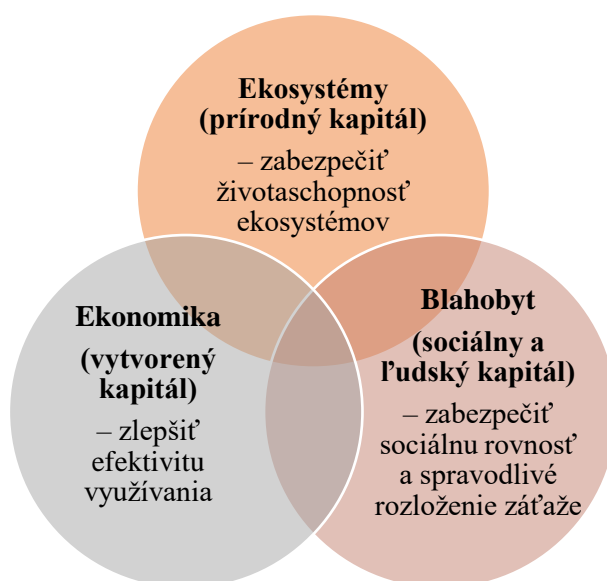 Ekosystémy
(prírodný kapitál)
– zabezpečiť
životaschopnosť
ekosystémov
Ekonomika
(vytvorený
kapitál)
– zlepšiť
efektivitu
využívania
Blahobyt
(sociálny a
ľudský kapitál)
– zabezpečiť
sociálnu rovnosť
a spravodlivé
rozloženie záťaže